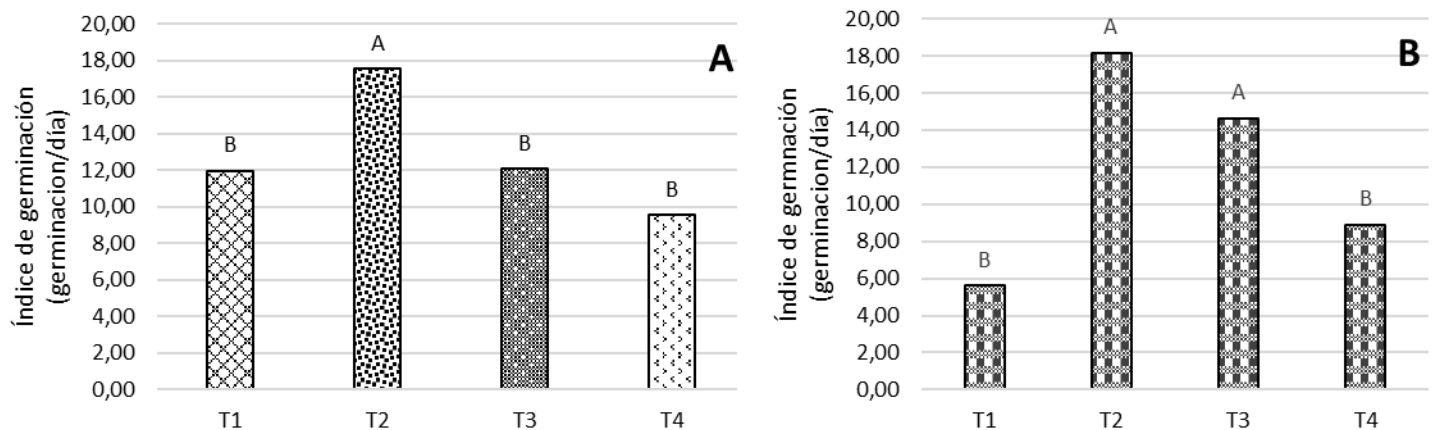 Índice de germinación
(germinacion/día)
20,00
18,00
16,00
14,00
12,00
10,00
8,00
6,00
4,00
2,00
0,00
B
A
B
B
A
T1
T2
T3
T4
Índice de germnación
(germinación/día)
20,00
18,00
16,00
14,00
12,00
10,00
8,00
6,00
4,00
2,00
0,00
B
A
A
B
B
T1
T2
T3
T4